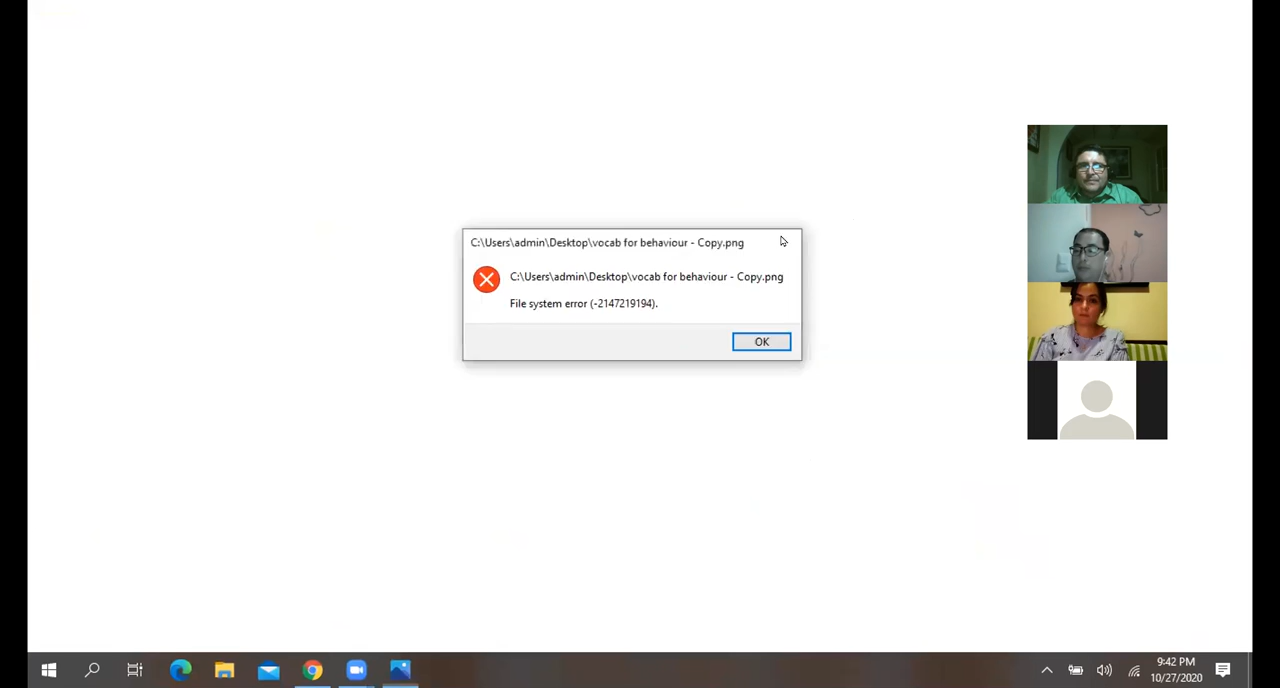 C:\Users\admin\Desktop\vocab for behaviour - Copy.png
C:\Users\admin\Desktop\vocab for behaviour - Copy.png
File system error (-2147219194).
OK
9:42 PM
10/27/2020